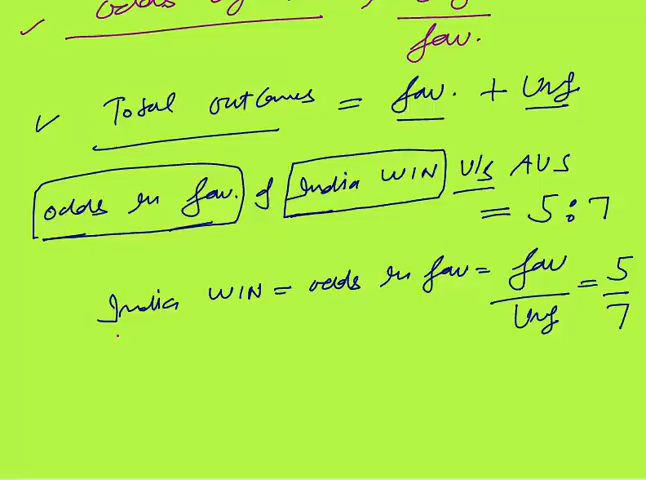 ✓ odds
fav.
✓ Total outcomes = fav. + Unf
odds in fav. of India WIN V/s AUS
= 5:7
India WIN = odds in fav = fav/Unf = 5/7